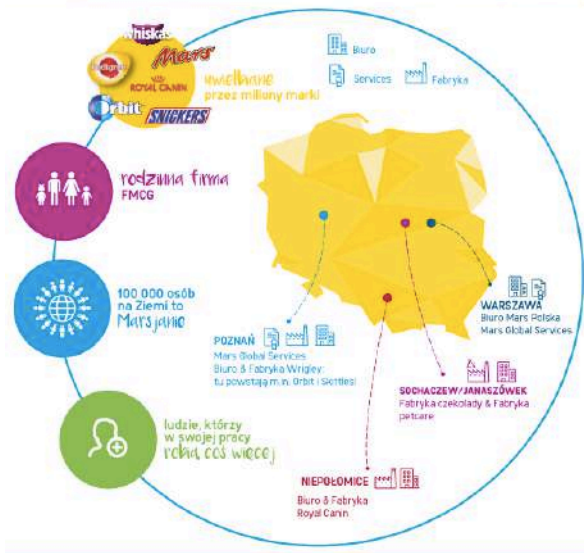 whiskas
Pedigree
Mars
ROYAL CANIN
Orbit
SNICKERS
uwielbiane
przez miliony marki
Biuro
Services
Fabryka
rodzinna firma
FMCG
100 000 osób
na Ziemi to
Marsjanie
ludzie, którzy
w swojej pracy
robią coś więcej
WARSZAWA
Biuro Mars Polska
Mars Global Services
POZNAŃ
Mars Global Services
Biuro & Fabryka Wrigley:
tu powstają m.in. Orbit i Skittles!
SOCHACZEW/JANASZÓWEK
Fabryka czekolady & Fabryka
petcare
NIEPOŁOMICE
Biuro & Fabryka
Royal Canin